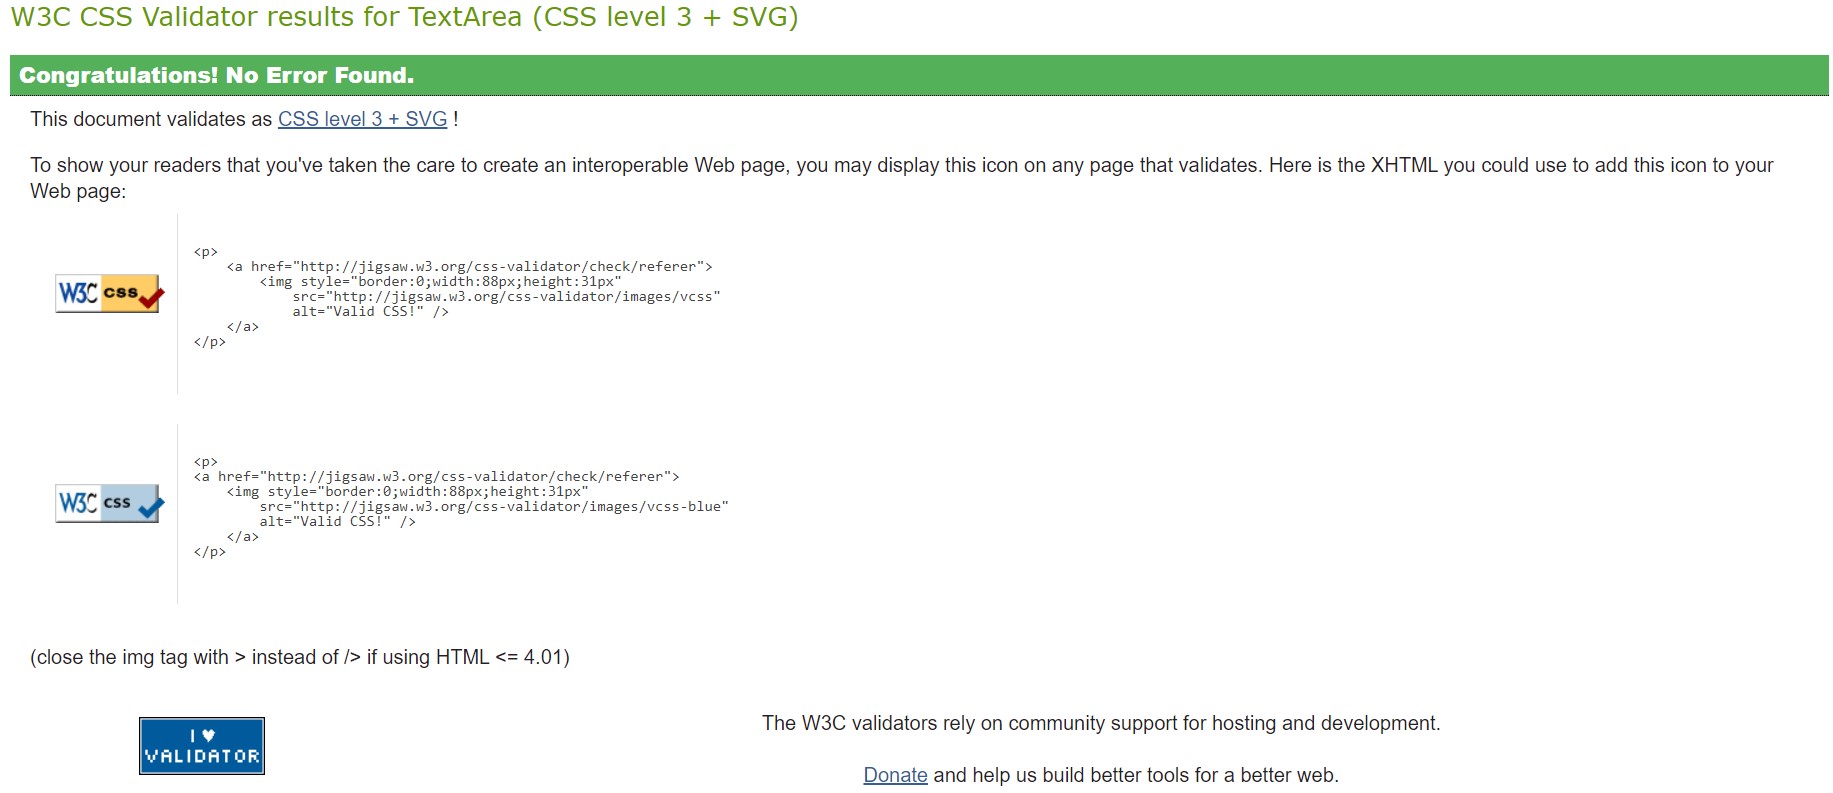 W3C CSS Validator results for TextArea (CSS level 3 + SVG)
Congratulations! No Error Found.
This document validates as CSS level 3 + SVG !
To show your readers that you've taken the care to create an interoperable Web page, you may display this icon on any page that validates. Here is the XHTML you could use to add this icon to your
Web page:
W3C css
<p>
    <a href="http://jigsaw.w3.org/css-validator/check/referer">
        <img style="border:0;width:88px;height:31px"
            src="http://jigsaw.w3.org/css-validator/images/vcss"
            alt="Valid CSS!" />
    </a>
</p>
W3C css
<p>
<a href="http://jigsaw.w3.org/css-validator/check/referer">
    <img style="border:0;width:88px;height:31px"
        src="http://jigsaw.w3.org/css-validator/images/vcss-blue"
        alt="Valid CSS!" />
    </a>
</p>
(close the img tag with > instead of /> if using HTML <= 4.01)
I ♥
VALIDATOR
The W3C validators rely on community support for hosting and development.
Donate and help us build better tools for a better web.